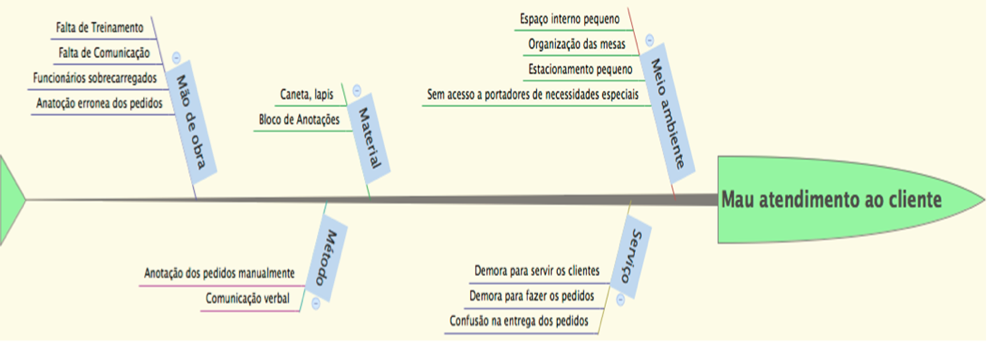 Falta de Treinamento
Falta de Comunicação
Funcionários sobrecarregados
Anatoção erronea dos pedidos
Mão de obra
Caneta, lapis
Bloco de Anotações
Material
Espaço interno pequeno
Organização das mesas
Estacionamento pequeno
Sem acesso a portadores de necessidades especiais
Meio ambiente
Mau atendimento ao cliente
Anotação dos pedidos manualmente
Comunicação verbal
Método
Demora para servir os clientes
Demora para fazer os pedidos
Confusão na entrega dos pedidos
Serviço